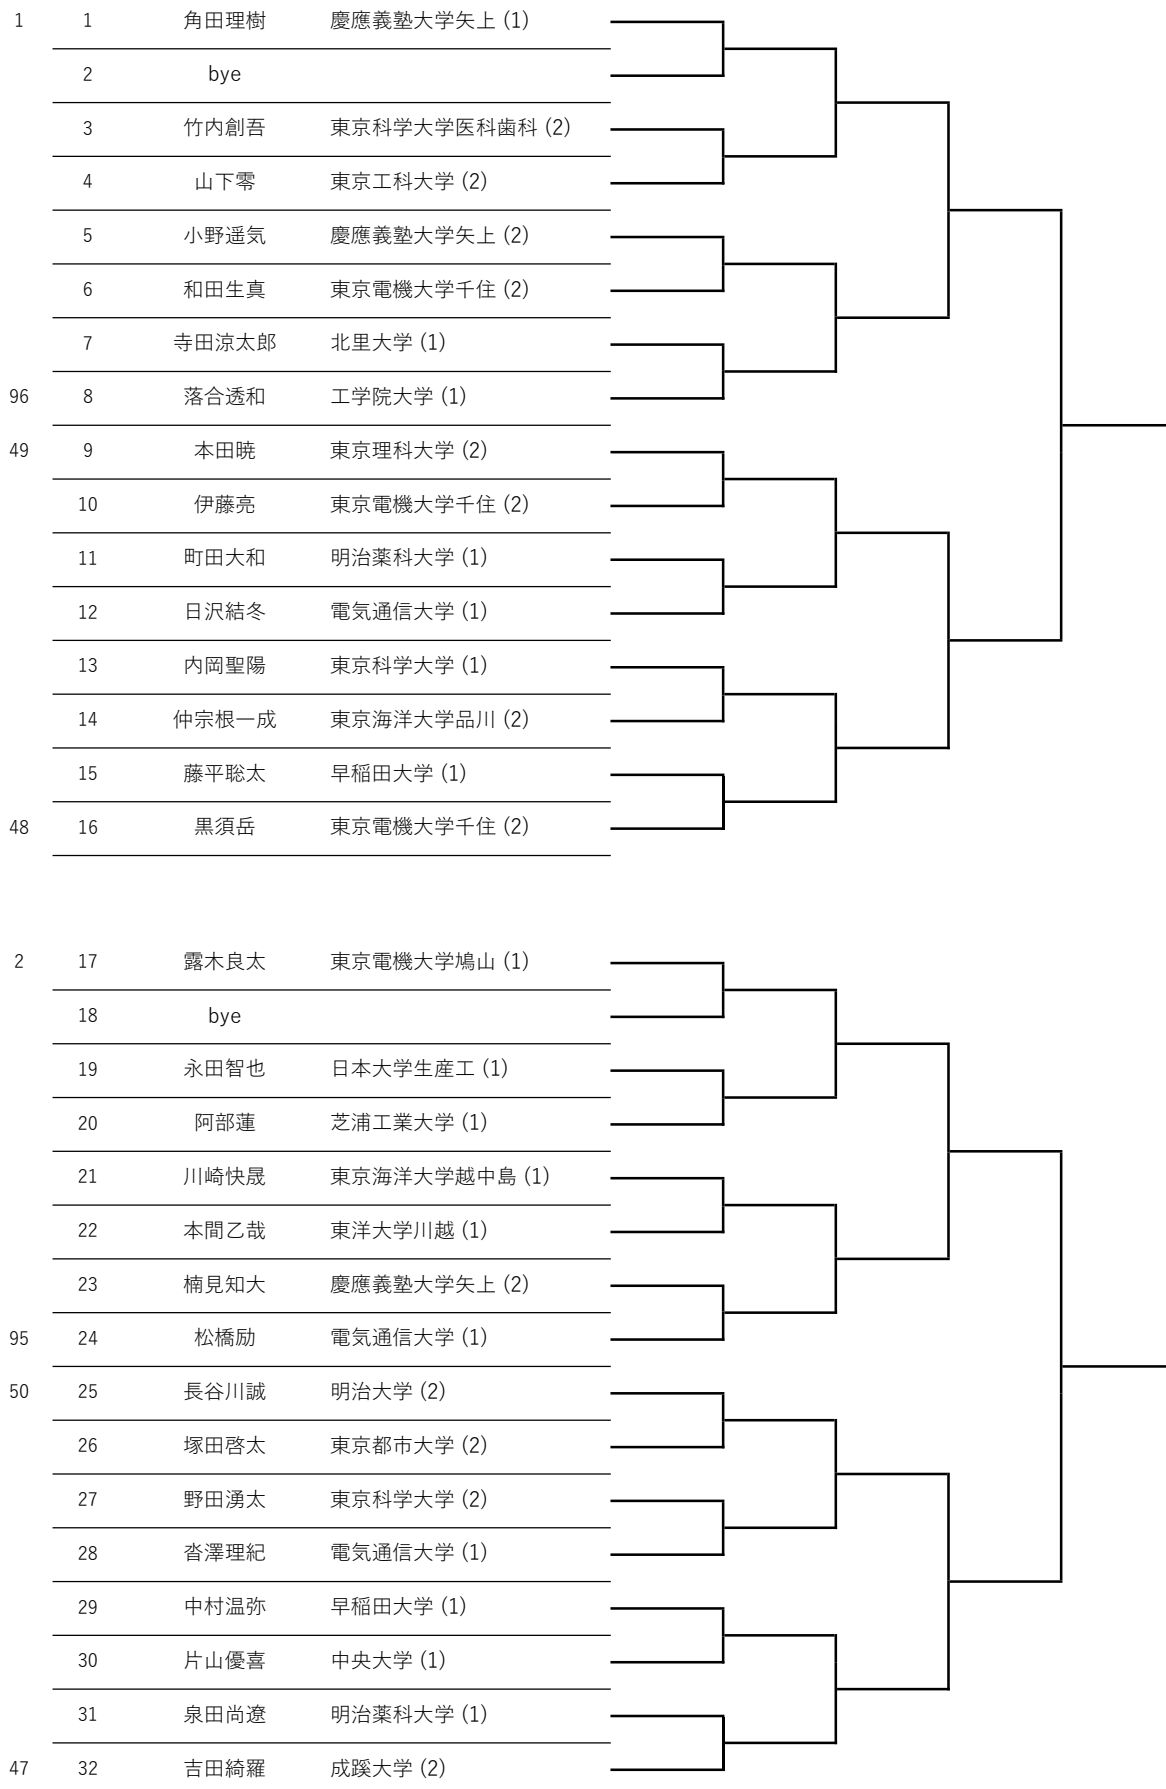 1 1 角田理樹 慶應義塾大学矢上 (1)
2 bye
3 竹内創吾 東京科学大学医科歯科 (2)
4 山下零 東京工科大学 (2)
5 小野遥気 慶應義塾大学矢上 (2)
6 和田生真 東京電機大学千住 (2)
7 寺田涼太郎 北里大学 (1)
96 8 落合透和 工学院大学 (1)
49 9 本田暁 東京理科大学 (2)
10 伊藤亮 東京電機大学千住 (2)
11 町田大和 明治薬科大学 (1)
12 日沢結冬 電気通信大学 (1)
13 内岡聖陽 東京科学大学 (1)
14 仲宗根一成 東京海洋大学品川 (2)
15 藤平聡太 早稲田大学 (1)
48 16 黒須岳 東京電機大学千住 (2)
2 17 露木良太 東京電機大学鳩山 (1)
18 bye
19 永田智也 日本大学生産工 (1)
20 阿部蓮 芝浦工業大学 (1)
21 川崎快晟 東京海洋大学越中島 (1)
22 本間乙哉 東洋大学川越 (1)
23 楠見知大 慶應義塾大学矢上 (2)
95 24 松橋励 電気通信大学 (1)
50 25 長谷川誠 明治大学 (2)
26 塚田啓太 東京都市大学 (2)
27 野田湧太 東京科学大学 (2)
28 沓澤理紀 電気通信大学 (1)
29 中村温弥 早稲田大学 (1)
30 片山優喜 中央大学 (1)
31 泉田尚遼 明治薬科大学 (1)
47 32 吉田綺羅 成蹊大学 (2)